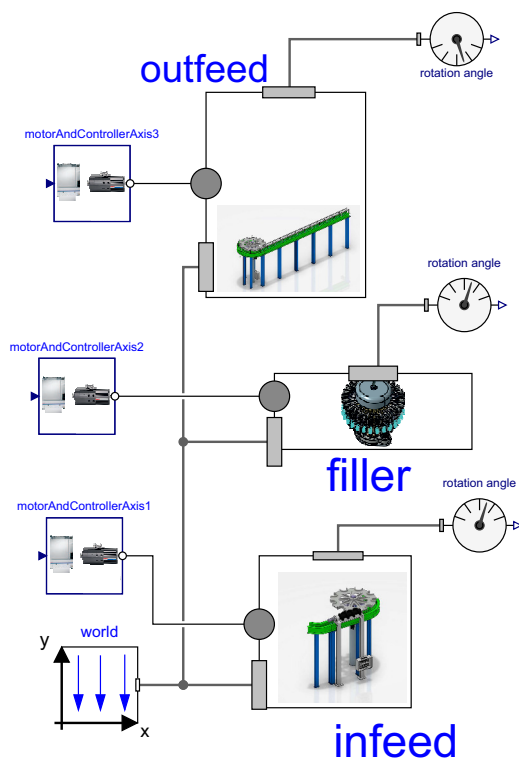 outfeed
rotation angle
motorAndControllerAxis3
rotation angle
motorAndControllerAxis2
filler
rotation angle
motorAndControllerAxis1
world
y
x
infeed